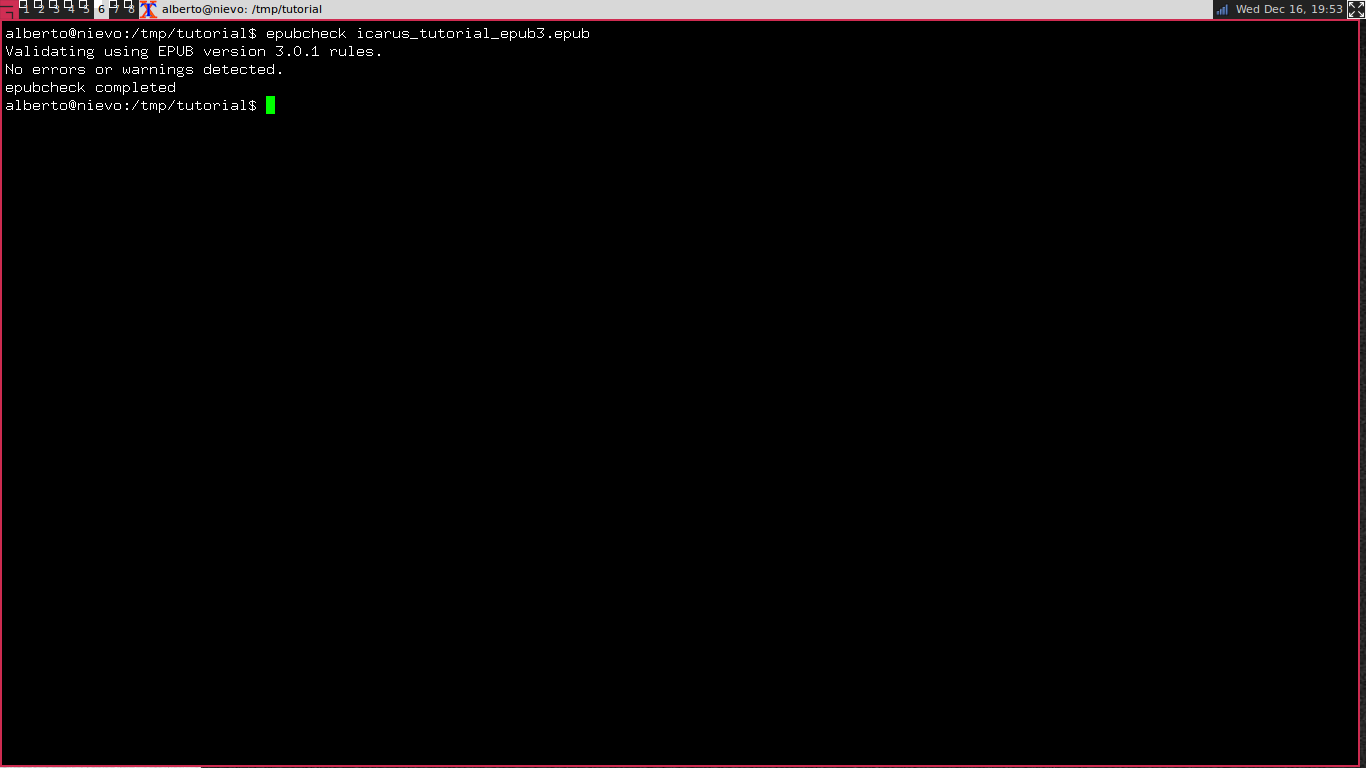 1 2 3 4 5 6 7 8 alberto@nievo: /tmp/tutorial Wed Dec 16, 19:53
alberto@nievo:/tmp/tutorial$ epubcheck icarus_tutorial_epub3.epub
Validating using EPUB version 3.0.1 rules.
No errors or warnings detected.
epubcheck completed
alberto@nievo:/tmp/tutorial$